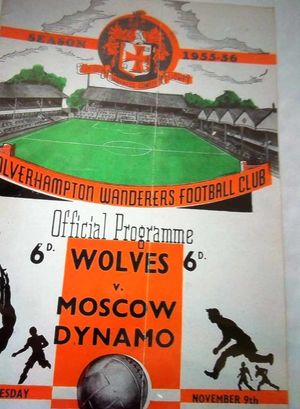 SEASON 1955-56
OLVERHAMPTON WANDERERS FOOTBALL CLUB
Official Programme
6D. WOLVES 6D.
v.
MOSCOW
DYNAMO
ESDAY NOVEMBER 9th